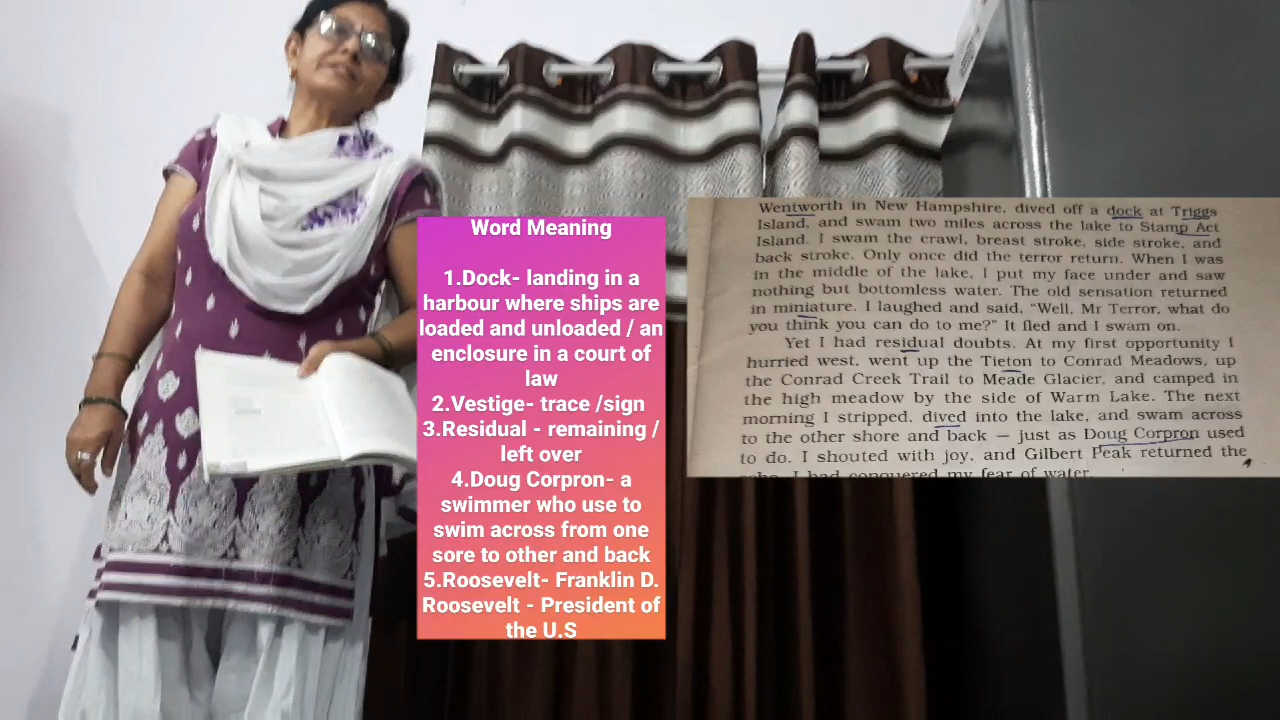 Word Meaning
1.Dock- landing in a
harbour where ships are
loaded and unloaded / an
enclosure in a court of
law
2.Vestige- trace /sign
3.Residual - remaining /
left over
4.Doug Corpron- a
swimmer who use to
swim across from one
sore to other and back
5.Roosevelt- Franklin D.
Roosevelt - President of
the U.S
Wentworth in New Hampshire, dived off a dock at Triggs
Island, and swam two miles across the lake to Stamp Act
Island. I swam the crawl, breast stroke, side stroke, and
back stroke. Only once did the terror return. When I was
in the middle of the lake, I put my face under and saw
nothing but bottomless water. The old sensation returned
in miniature. I laughed and said, “Well, Mr Terror, what do
you think you can do to me?” It fled and I swam on.
Yet I had residual doubts. At my first opportunity I
hurried west, went up the Tieton to Conrad Meadows, up
the Conrad Creek Trail to Meade Glacier, and camped in
the high meadow by the side of Warm Lake. The next
morning I stripped, dived into the lake, and swam across
to the other shore and back — just as Doug Corpron used
to do. I shouted with joy, and Gilbert Peak returned the
echo. I had conquered my fear of water.